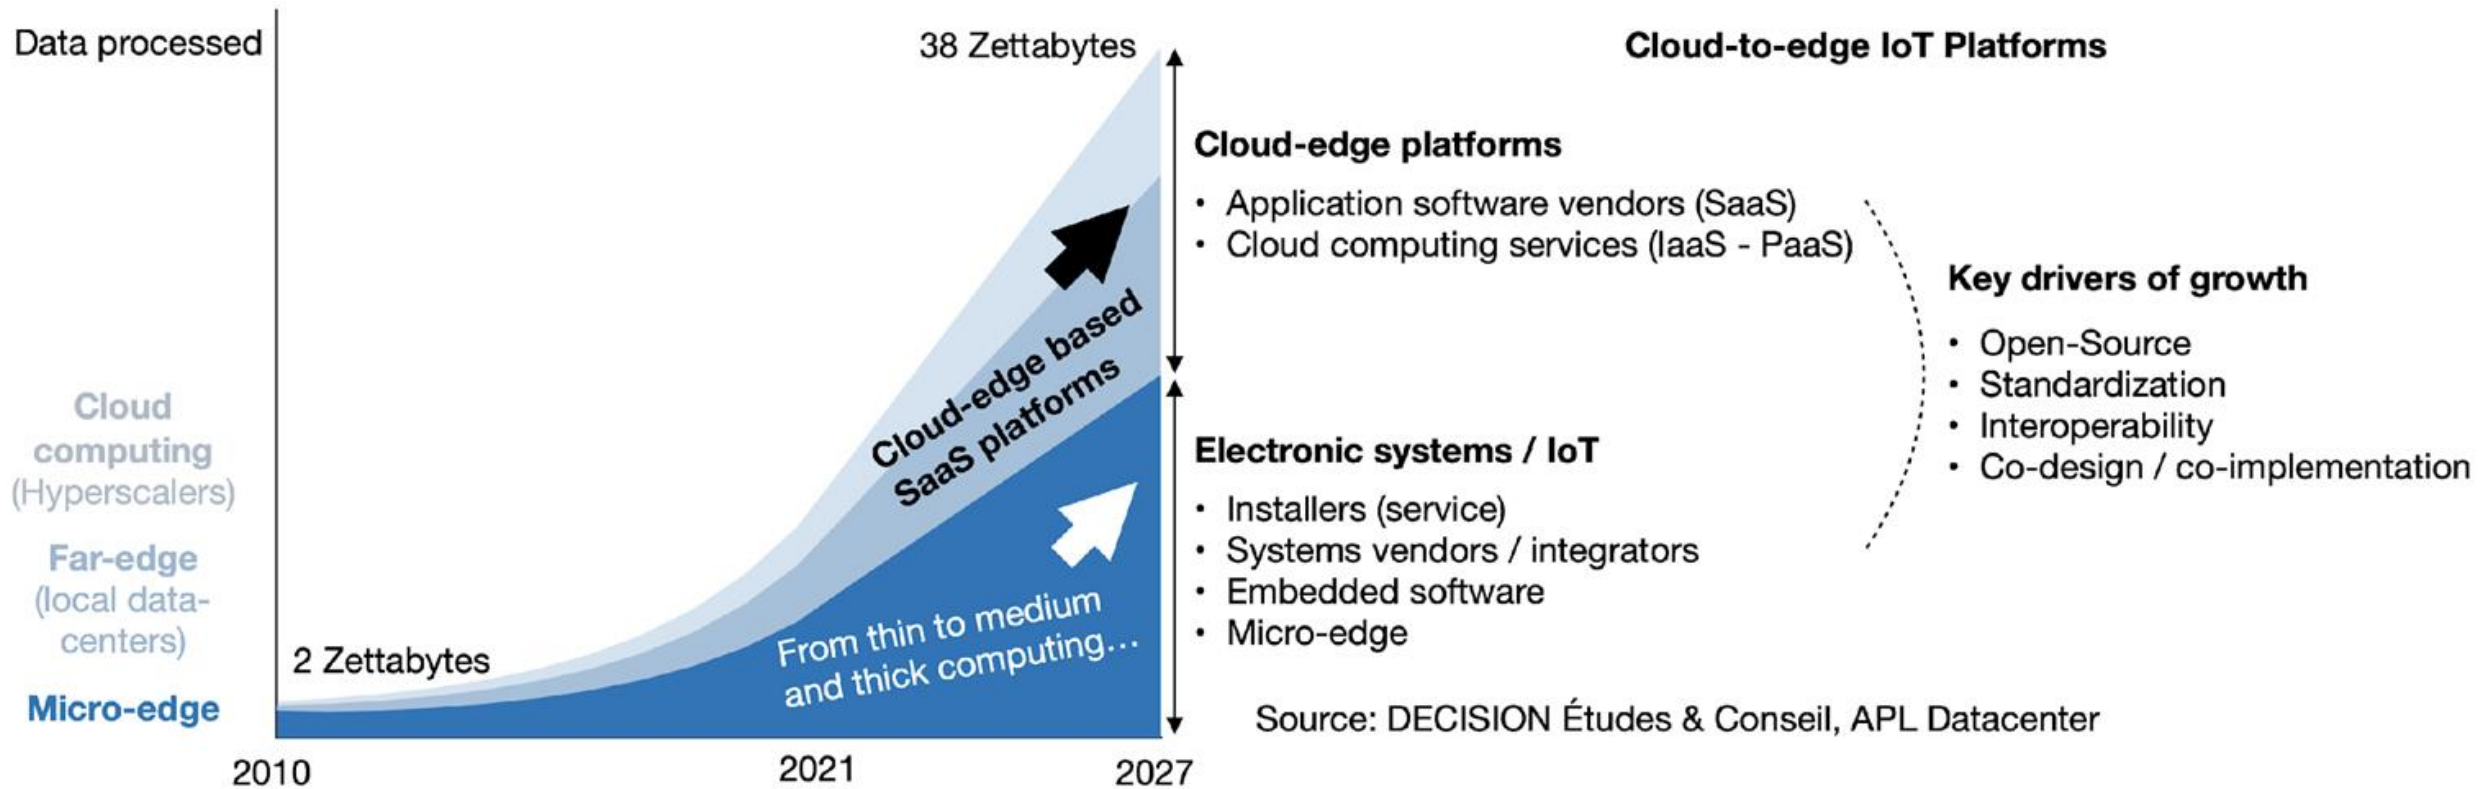 Data processed
38 Zettabytes
Cloud-to-edge IoT Platforms
Cloud-edge platforms
• Application software vendors (SaaS)
• Cloud computing services (IaaS - PaaS)
Key drivers of growth
• Open-Source
• Standardization
• Interoperability
• Co-design / co-implementation
Cloud-edge based
SaaS platforms
Electronic systems / IoT
• Installers (service)
• Systems vendors / integrators
• Embedded software
• Micro-edge
Cloud
computing
(Hyperscalers)
Far-edge
(local data-
centers)
Micro-edge
2 Zettabytes
From thin to medium
and thick computing...
Source: DECISION Études & Conseil, APL Datacenter
2010
2021
2027